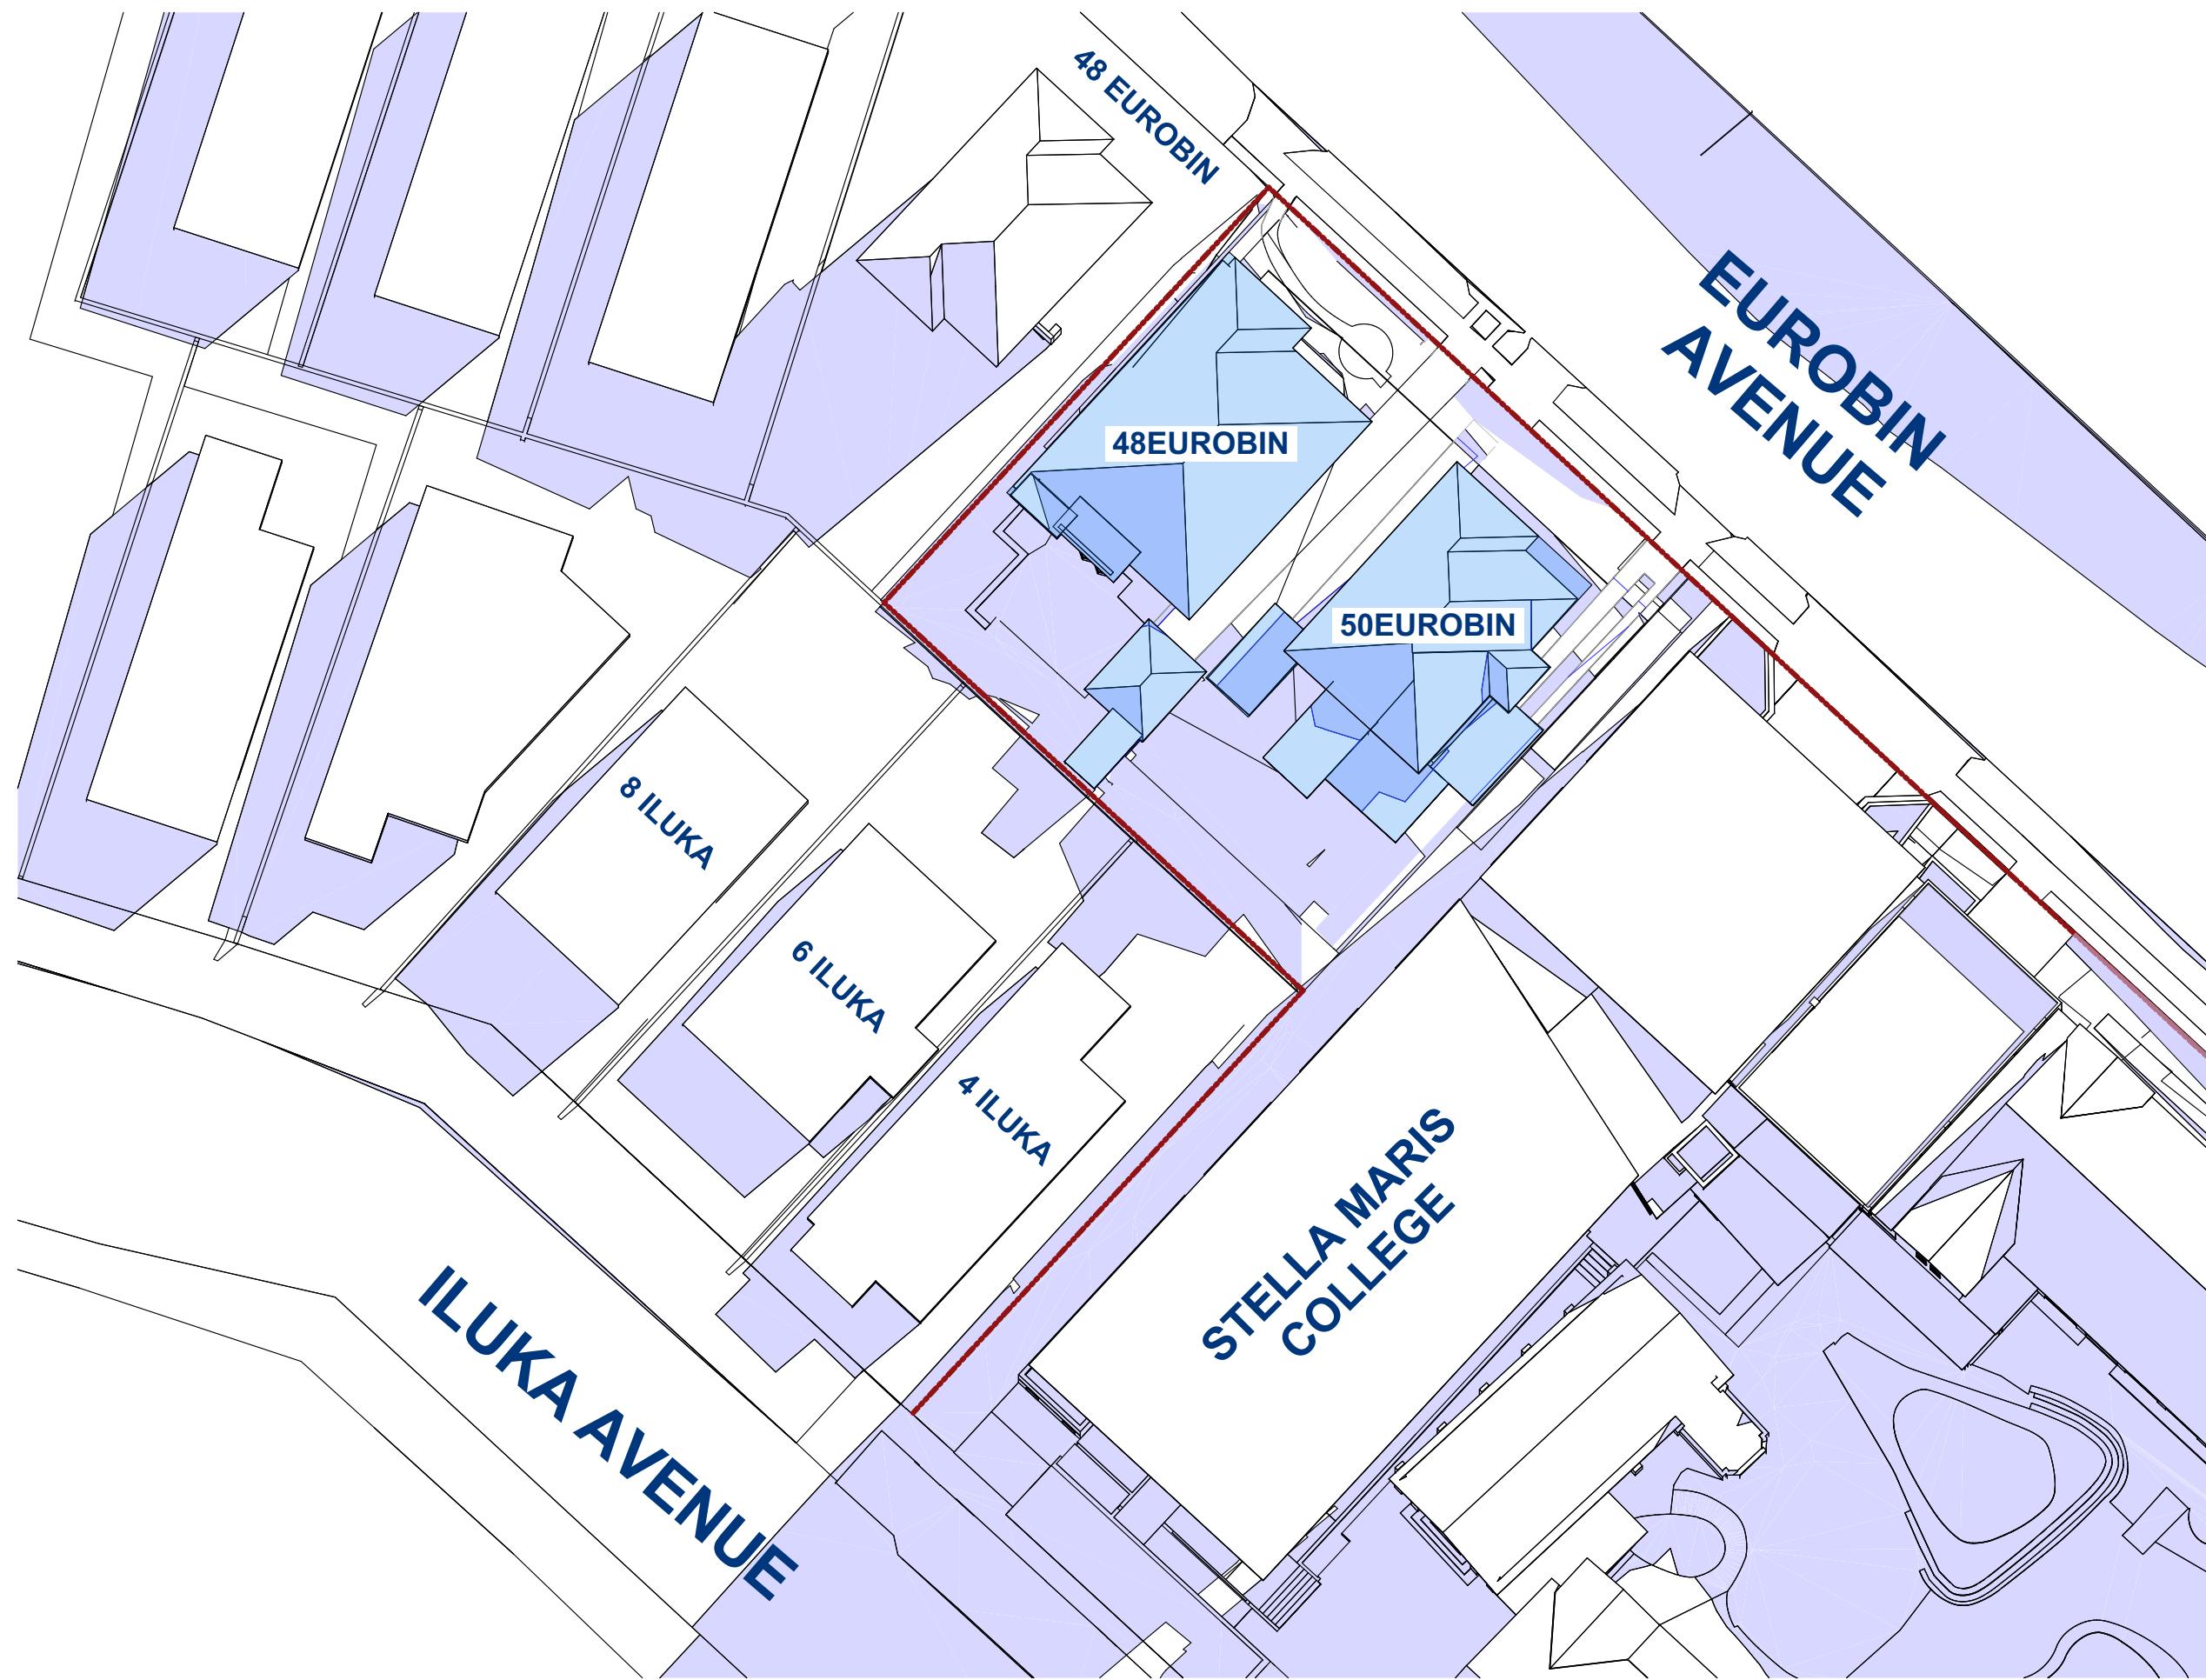 48 EUROBIN
EUROBIN
AVENUE
48EUROBIN
50EUROBIN
8 ILUKA
6 ILUKA
4 ILUKA
STELLA MARIS
COLLEGE
ILUKA AVENUE